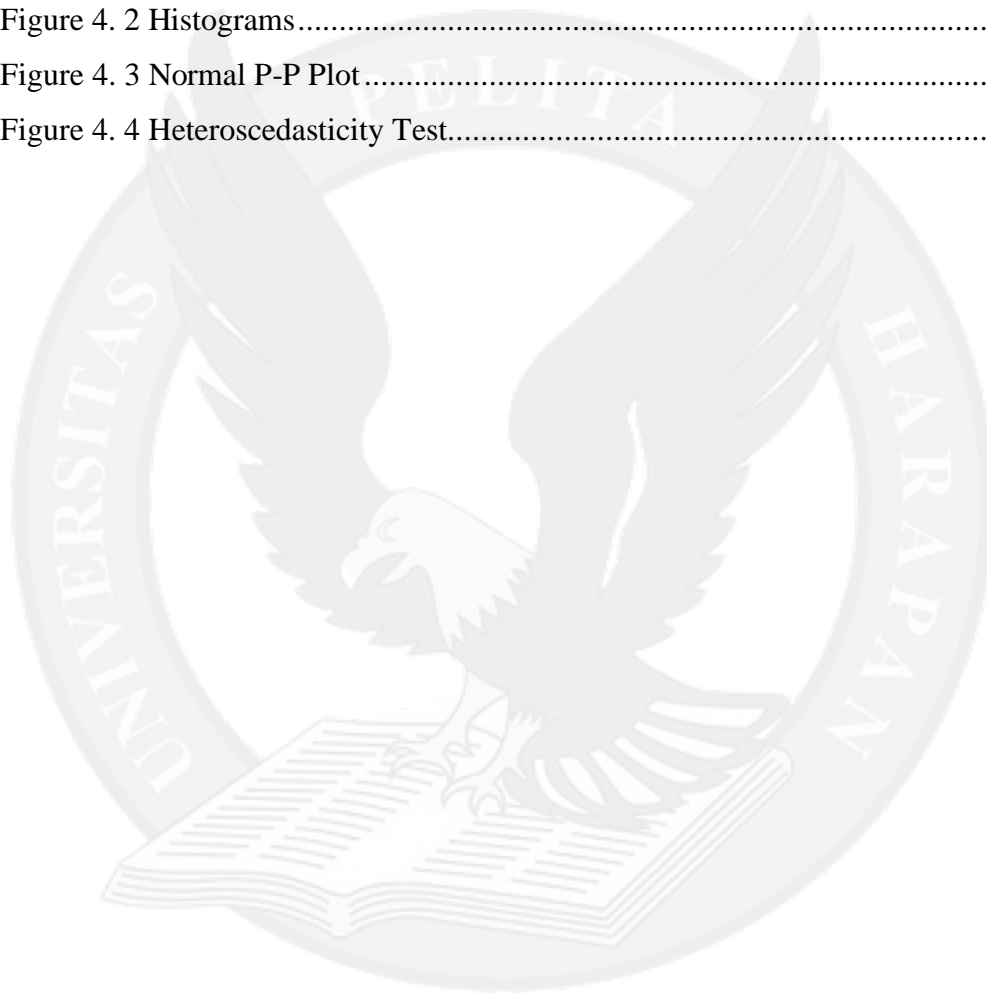 Figure 4. 2 Histograms........................................................................
Figure 4. 3 Normal P-P Plot.................................................................
Figure 4. 4 Heteroscedasticity Test........................................................
UNIVERSITAS PELITA HARAPAN